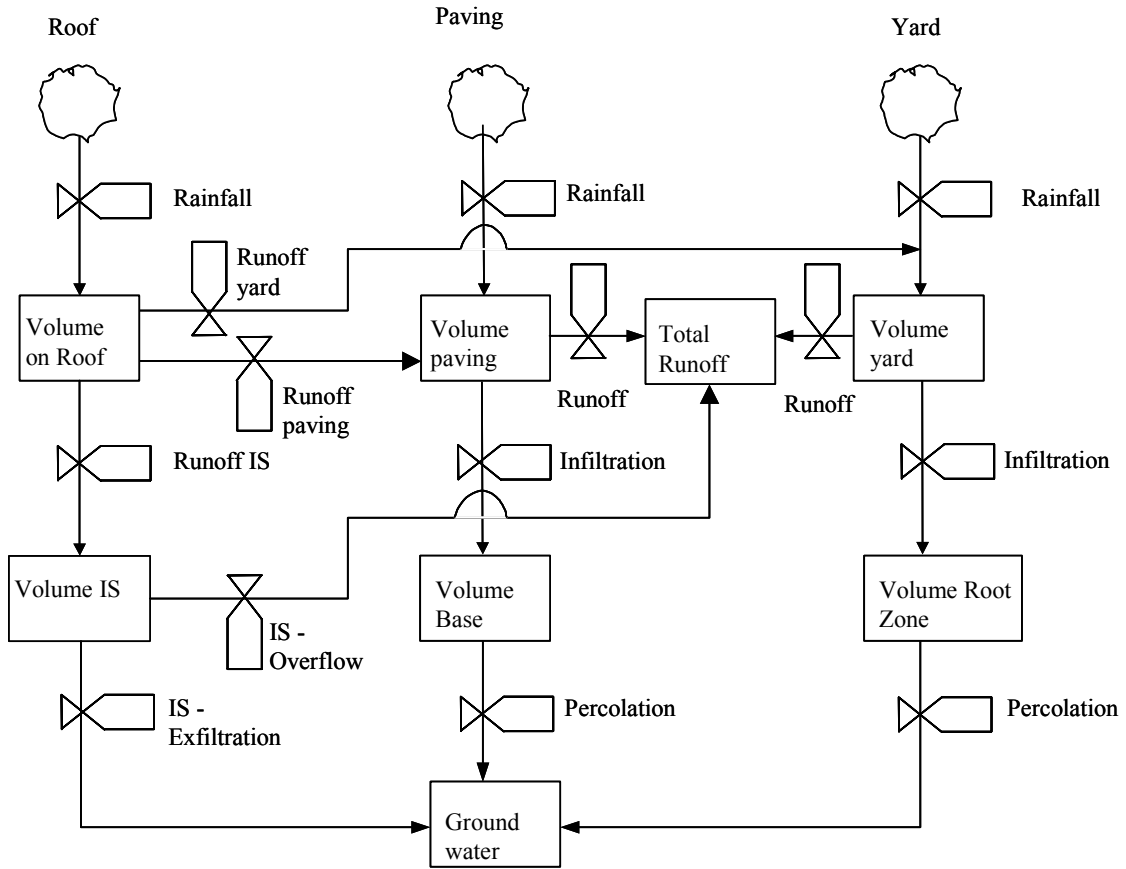 Roof
Paving
Yard
Rainfall
Rainfall
Rainfall
Runoff
yard
Volume
on Roof
Volume
paving
Total
Runoff
Volume
yard
Runoff
paving
Runoff
Runoff
Runoff IS
Infiltration
Infiltration
Volume IS
Volume
Base
Volume Root
Zone
IS -
Overflow
IS -
Exfiltration
Percolation
Percolation
Ground
water